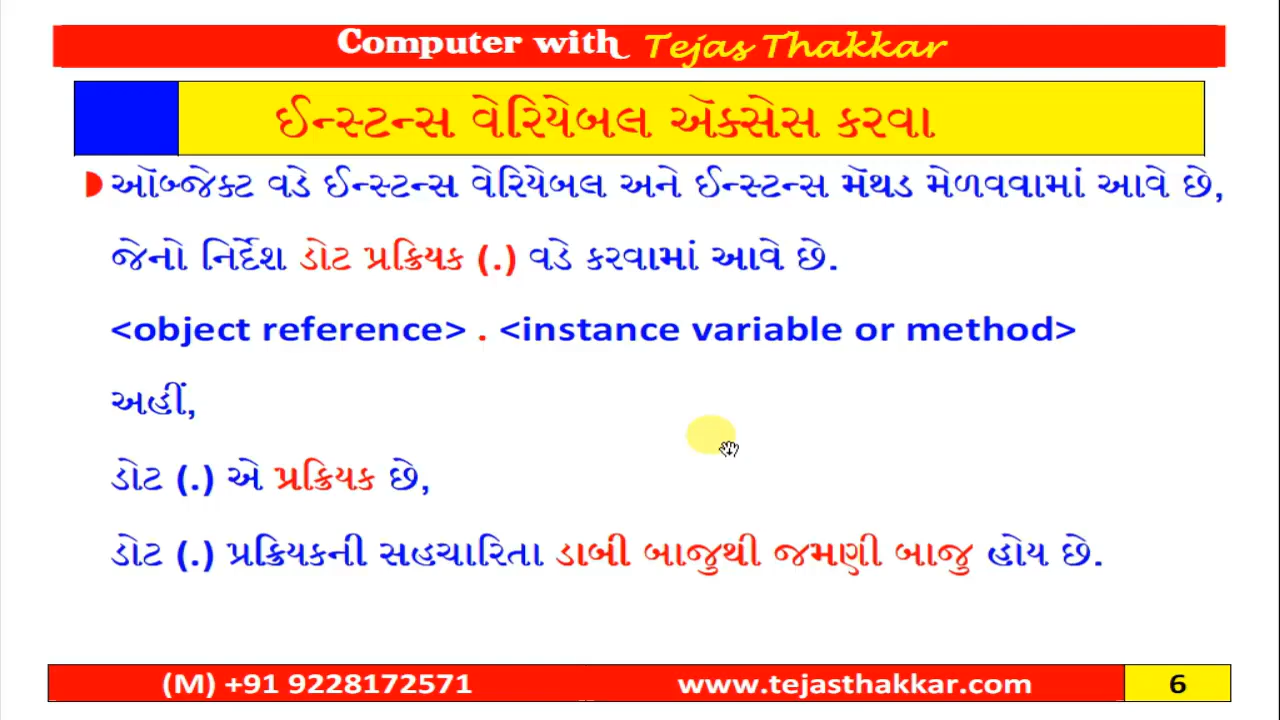 Computer with Tejas Thakkar
ઈન્સ્ટન્સ વેરિયેબલ ઍક્સેસ કરવા
ઑબ્જેક્ટ વડે ઈન્સ્ટન્સ વેરિયેબલ અને ઈન્સ્ટન્સ મૅથડ મેળવવામાં આવે છે,
જેનો નિર્દેશ ડોટ પ્રક્રિયક (.) વડે કરવામાં આવે છે.
<object reference> . <instance variable or method>
અહીં,
ડોટ (.) એ પ્રક્રિયક છે,
ડોટ (.) પ્રક્રિયકની સહચારિતા ડાબી બાજુથી જમણી બાજુ હોય છે.
(M) +91 9228172571 www.tejasthakkar.com 6